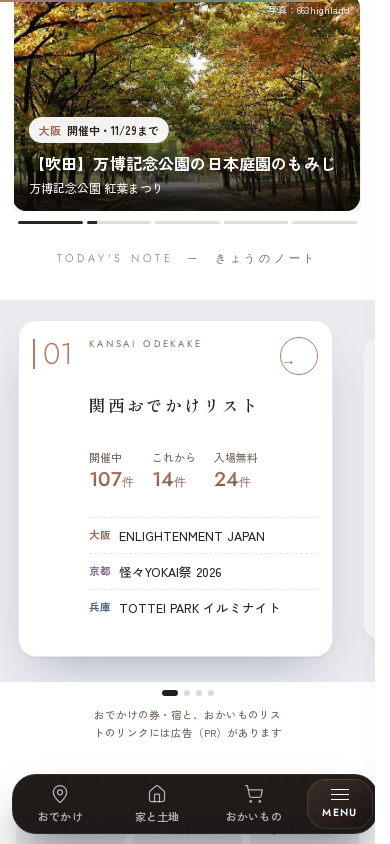 写真：663highland
大阪 開催中・11/29まで
【吹田】万博記念公園の日本庭園のもみじ
万博記念公園 紅葉まつり
TODAY'S NOTE ー きょうのノート
01
KANSAI ODEKAKE
→
関西おでかけリスト
開催中 これから 入場無料
107件 14件 24件
大阪 ENLIGHTENMENT JAPAN
京都 怪々YOKAI祭 2026
兵庫 TOTTEI PARK イルミナイト
おでかけの券・宿と、おかいものリス
トのリンクには広告（PR）があります
おでかけ 家と土地 おかいもの MENU